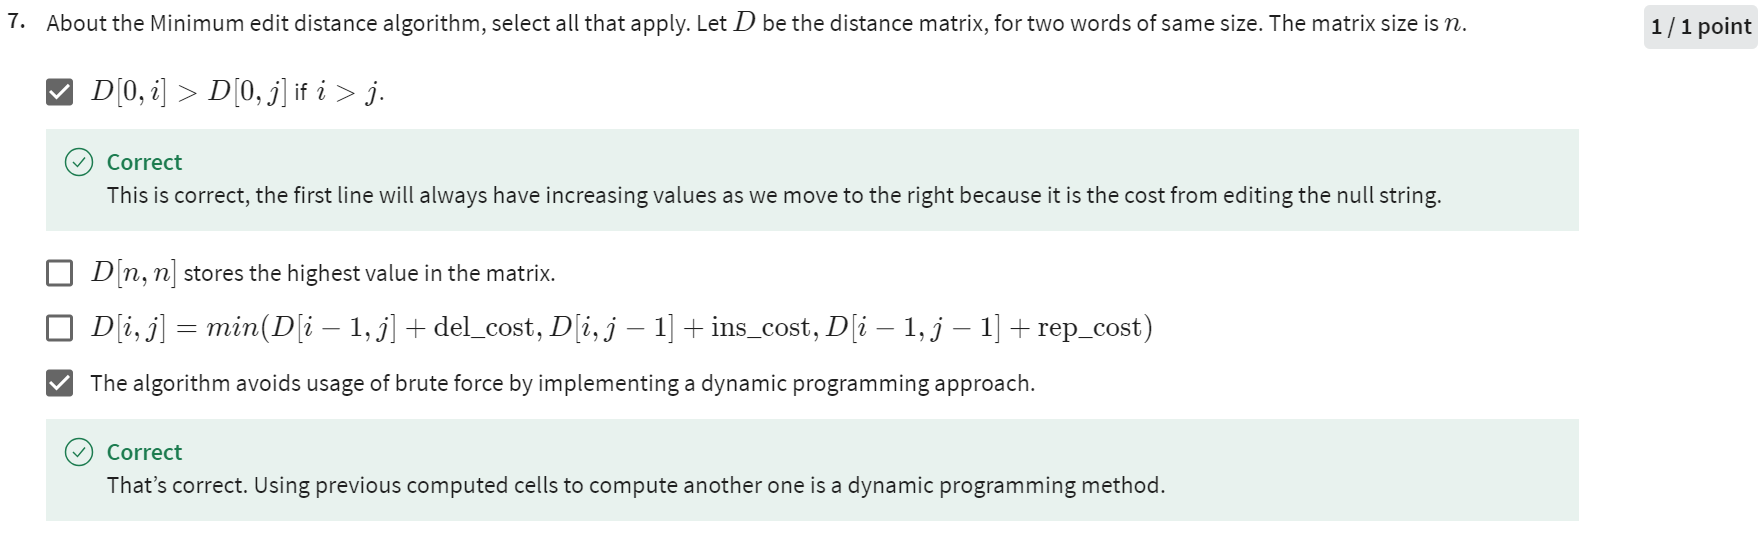 7. About the Minimum edit distance algorithm, select all that apply. Let D be the distance matrix, for two words of same size. The matrix size is n.
1 / 1 point
D[0, i] > D[0, j] if i > j.
Correct
This is correct, the first line will always have increasing values as we move to the right because it is the cost from editing the null string.
D[n, n] stores the highest value in the matrix.
D[i, j] = min(D[i − 1, j] + del_cost, D[i, j − 1] + ins_cost, D[i − 1, j − 1] + rep_cost)
The algorithm avoids usage of brute force by implementing a dynamic programming approach.
Correct
That’s correct. Using previous computed cells to compute another one is a dynamic programming method.